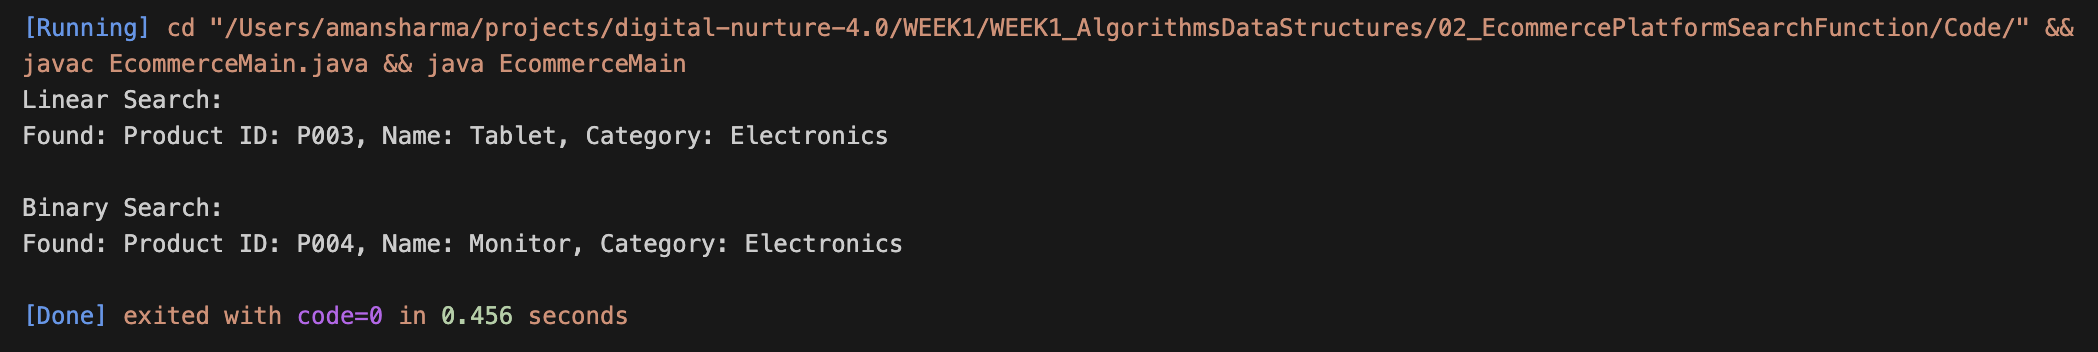 [Running] cd "/Users/amansharma/projects/digital-nurture-4.0/WEEK1/WEEK1_AlgorithmsDataStructures/02_EcommercePlatformSearchFunction/Code/" &&
javac EcommerceMain.java && java EcommerceMain
Linear Search:
Found: Product ID: P003, Name: Tablet, Category: Electronics
Binary Search:
Found: Product ID: P004, Name: Monitor, Category: Electronics
[Done] exited with code=0 in 0.456 seconds